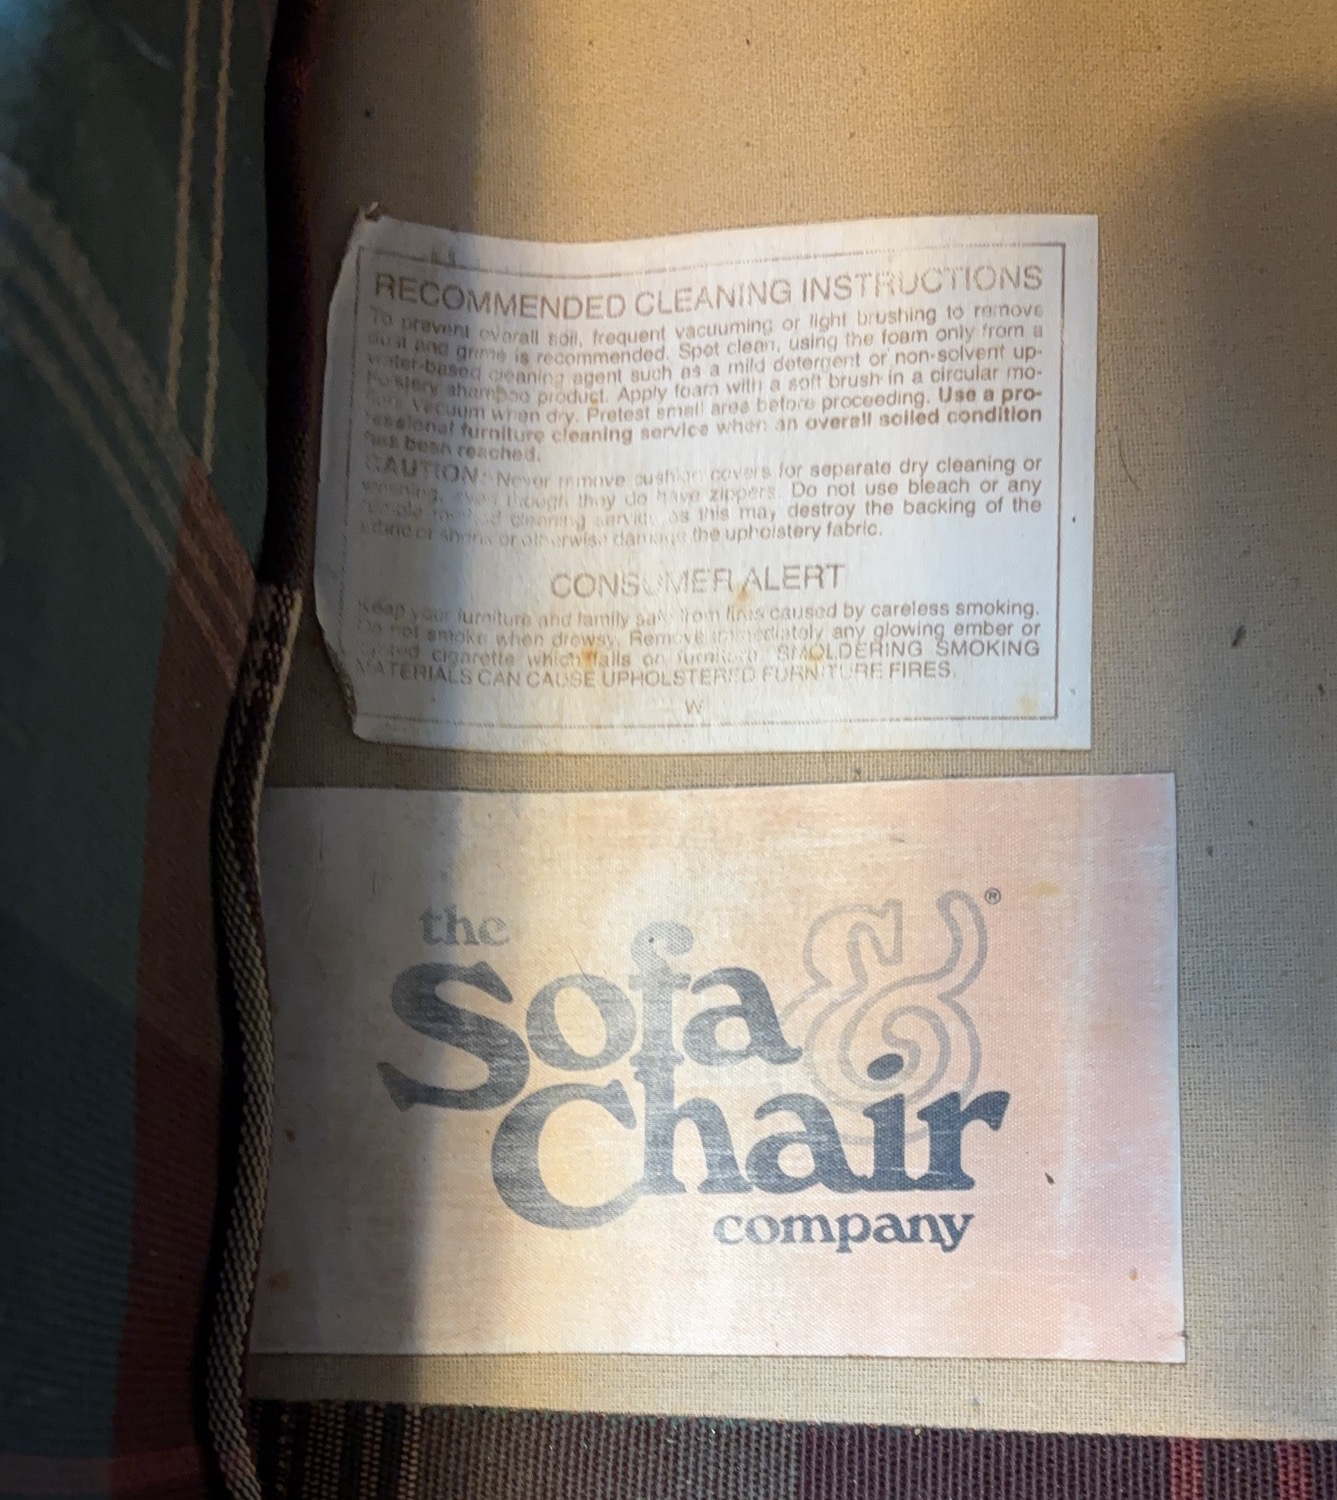 RECOMMENDED CLEANING INSTRUCTIONS
To prevent overall soil, frequent vacuuming or light brushing to remove
dust and grime is recommended. Spot clean, using the foam only from a
water-based cleaning agent such as a mild detergent or non-solvent up-
holstery shampoo product. Apply foam with a soft brush in a circular mo-
tion. Vacuum when dry. Pretest small area before proceeding. Use a pro-
fessional furniture cleaning service when an overall soiled condition
has been reached.
CAUTION: Never remove cushion covers for separate dry cleaning or
washing, even though they do have zippers. Do not use bleach or any
cleaning as this may destroy the backing of the
fabric or shrink or otherwise damage the upholstery fabric.
CONSUMER ALERT
Keep your furniture and family safe from fires caused by careless smoking.
Do not smoke when drowsy. Remove immediately any glowing ember or
lighted cigarette which falls on furniture. SMOLDERING SMOKING
MATERIALS CAN CAUSE UPHOLSTERED FURNITURE FIRES.
W
the
Sofa &®
Chair
company